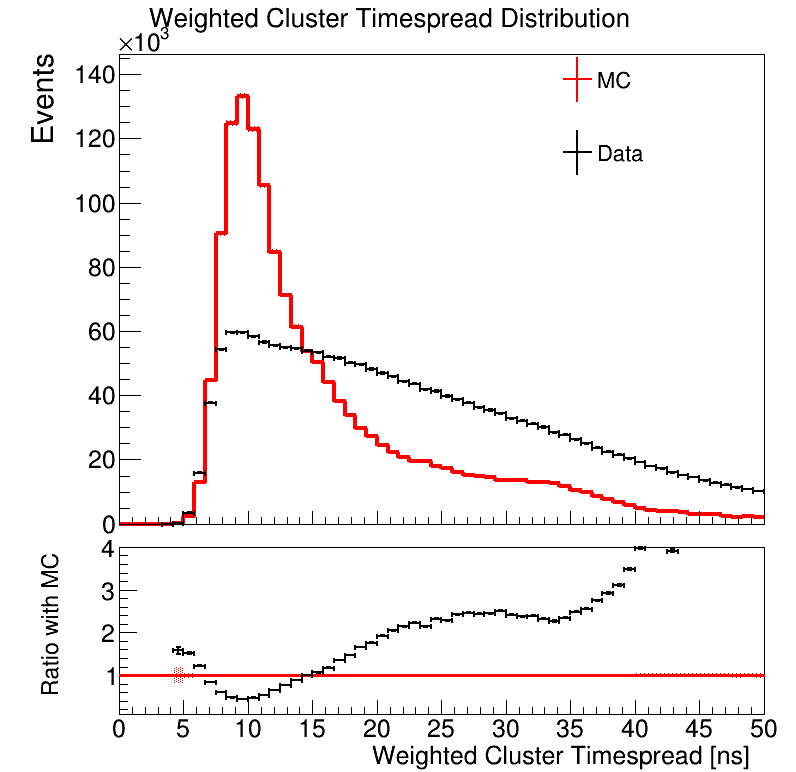 Weighted Cluster Timespread Distribution
×10³
Events
140
120
100
80
60
40
20
0
MC
Data
Ratio with MC
4
3
2
1
0 5 10 15 20 25 30 35 40 45 50
Weighted Cluster Timespread [ns]